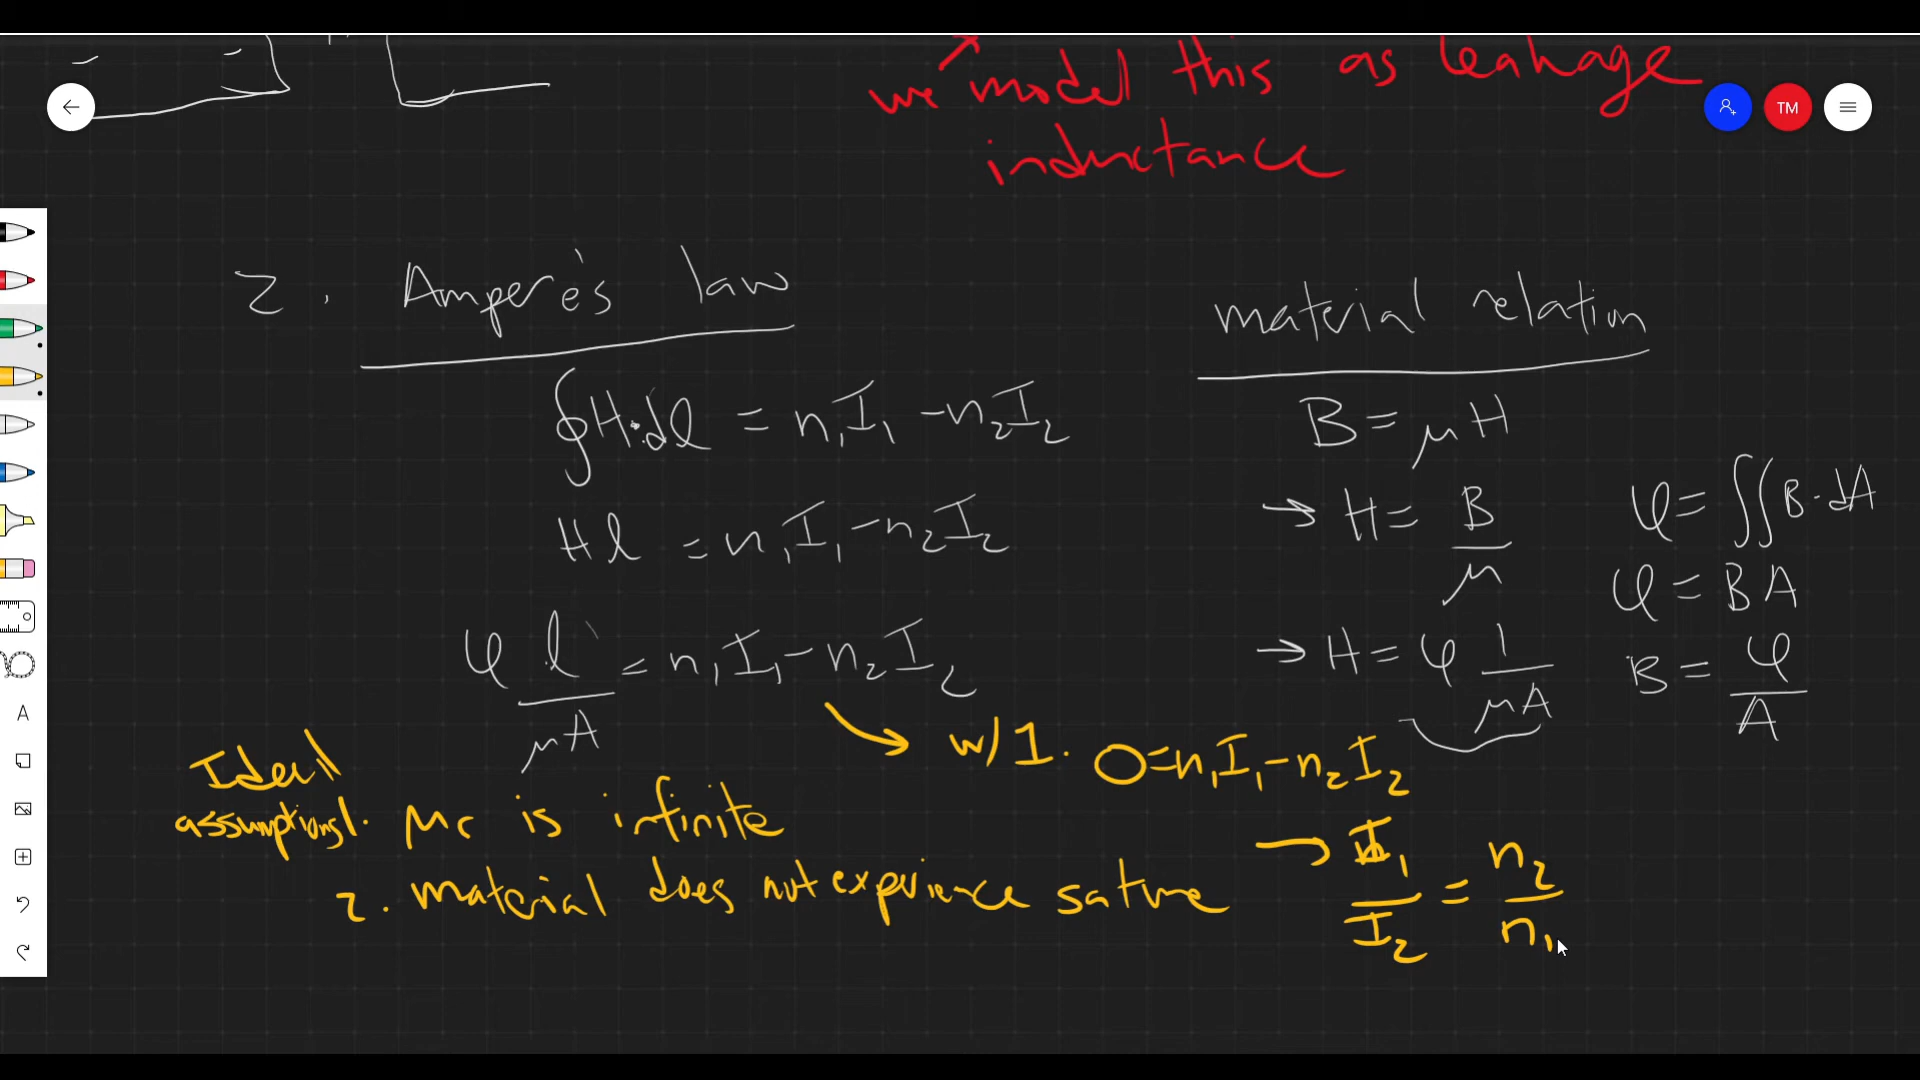 we model this as leakage
inductance
TM
2. Ampere's law
∮H·dl = n₁I₁ - n₂I₂
Hl = n₁I₁ - n₂I₂
φ l/μA = n₁I₁ - n₂I₂
material relation
B = μH
→ H = B/μ
→ H = φ 1/μA
φ = ∬B·dA
φ = BA
B = φ/A
w/1. 0 = n₁I₁ - n₂I₂
→ I₁/I₂ = n₂/n₁
Ideal
assumptions 1. μr is infinite
2. material does not experience
A